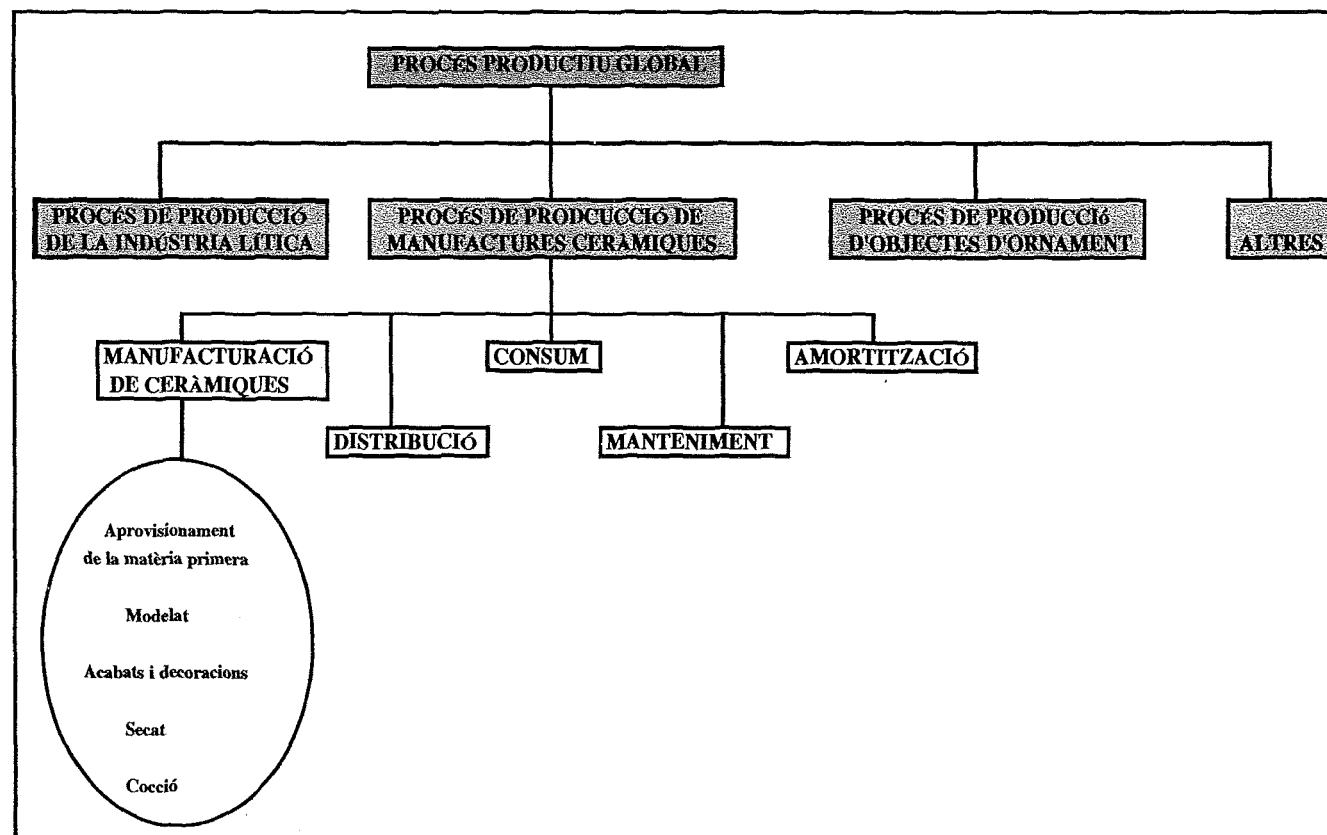 PROCÉS PRODUCTIU GLOBAL
PROCÉS DE PRODUCCIÓ
DE LA INDÚSTRIA LÍTICA
PROCÉS DE PRODCUCCIÓ DE
MANUFACTURES CERÀMIQUES
PROCÉS DE PRODUCCIÓ
D'OBJECTES D'ORNAMENT
ALTRES
MANUFACTURACIÓ
DE CERÀMIQUES
CONSUM
AMORTITZACIÓ
DISTRIBUCIÓ
MANTENIMENT
Aprovisionament
de la matèria primera
Modelat
Acabats i decoracions
Secat
Cocció